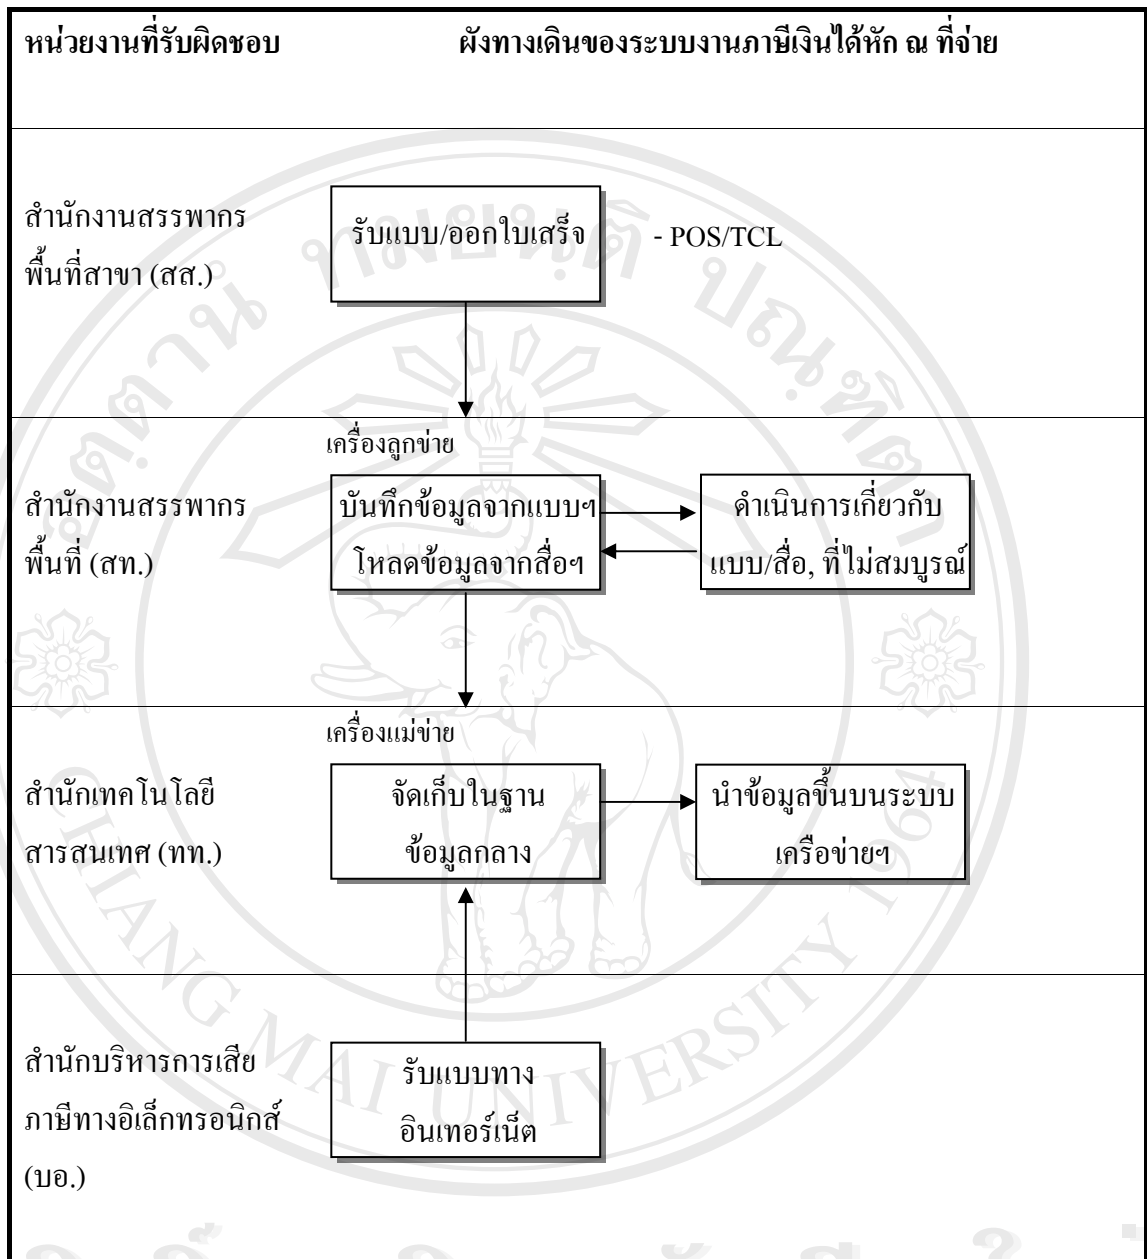 หน่วยงานที่รับผิดชอบ
ผังทางเดินของระบบงานภาษีเงินได้หัก ณ ที่จ่าย
สำนักงานสรรพากร
พื้นที่สาขา (สส.)
รับแบบ/ออกใบเสร็จ
- POS/TCL
เครื่องลูกข่าย
สำนักงานสรรพากร
พื้นที่ (สท.)
บันทึกข้อมูลจากแบบฯ
โหลดข้อมูลจากสื่อฯ
ดำเนินการเกี่ยวกับ
แบบ/สื่อ, ที่ไม่สมบูรณ์
เครื่องแม่ข่าย
สำนักเทคโนโลยี
สารสนเทศ (ทท.)
จัดเก็บในฐาน
ข้อมูลกลาง
นำข้อมูลขึ้นบนระบบ
เครือข่ายฯ
สำนักบริหารการเสีย
ภาษีทางอิเล็กทรอนิกส์
(บอ.)
รับแบบทาง
อินเทอร์เน็ต
CHIANG MAI UNIVERSITY 1964